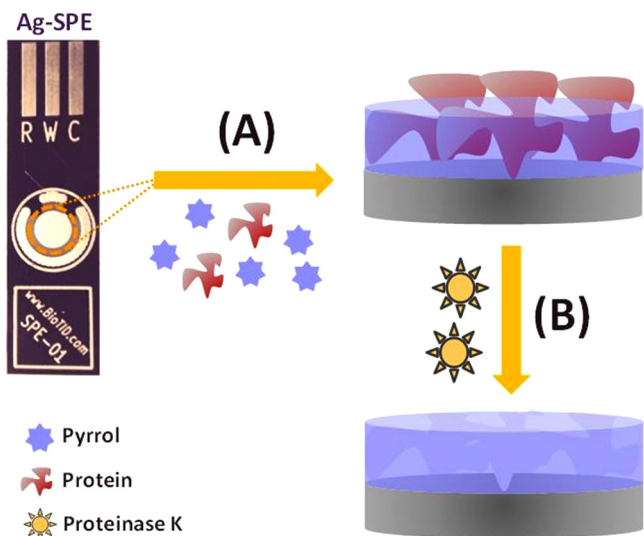 Ag-SPE
R W C
(A)
www.BioTID.com
SPE-01
(B)
Pyrrol
Protein
Proteinase K